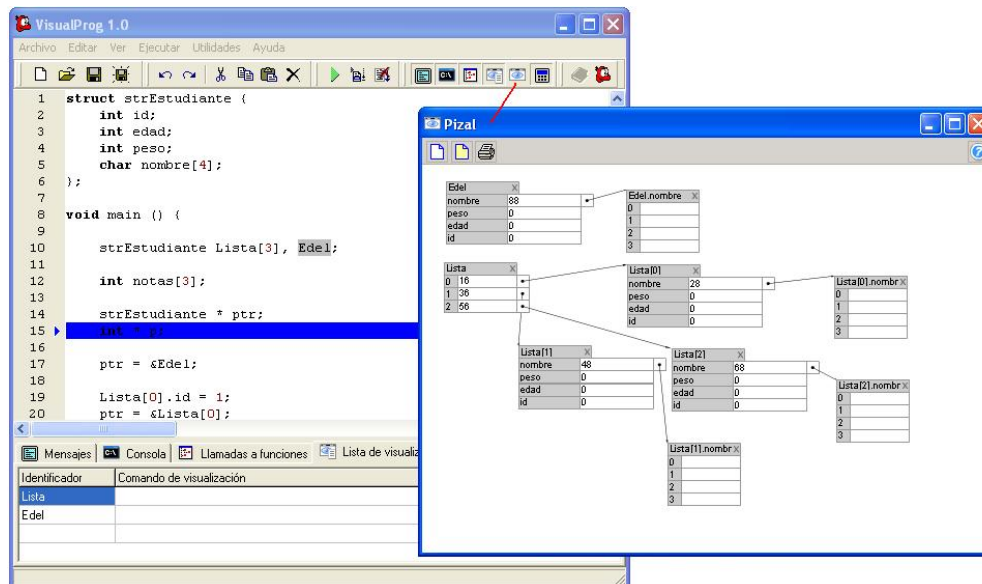 VisualProg 1.0
Archivo Editar Ver Ejecutar Utilidades Ayuda
1 struct strEstudiante {
2 int id;
3 int edad;
4 int peso;
5 char nombre[4];
6 };
7
8 void main () {
9
10 strEstudiante Lista[3], Edel;
11
12 int notas[3];
13
14 strEstudiante * ptr;
15 int * p;
16
17 ptr = &Edel;
18
19 Lista[0].id = 1;
20 ptr = &Lista[0];
Mensajes Consola Llamadas a funciones Lista de visualiz
Identificador Comando de visualización
Lista
Edel
Pizal
Edel X
nombre 88
peso 0
edad 0
id 0
Edel.nombre X
0
1
2
3
Lista X
0 16
1 36
2 56
Lista[0] X
nombre 28
peso 0
edad 0
id 0
Lista[0].nombr X
0
1
2
3
Lista[1] X
nombre 48
peso 0
edad 0
id 0
Lista[2] X
nombre 68
peso 0
edad 0
id 0
Lista[2].nombr X
0
1
2
3
Lista[1].nombr X
0
1
2
3